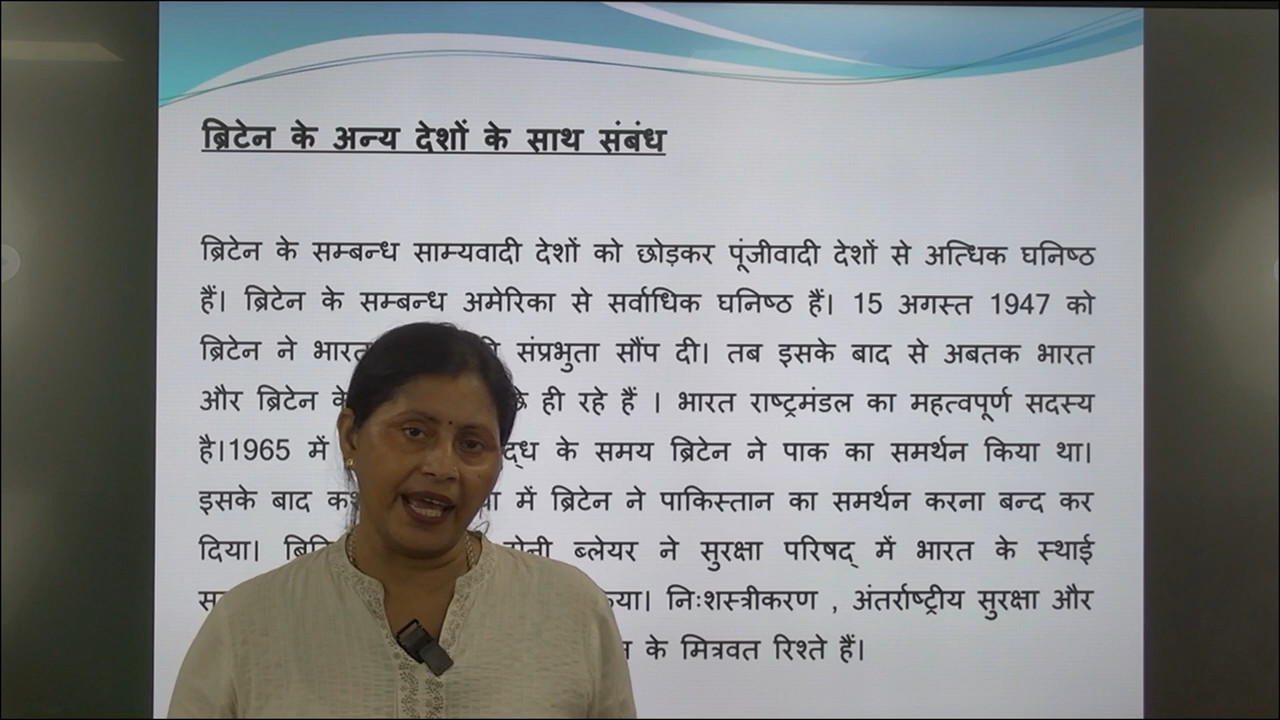 ब्रिटेन के अन्य देशों के साथ संबंध
ब्रिटेन के सम्बन्ध साम्यवादी देशों को छोड़कर पूंजीवादी देशों से अत्धिक घनिष्ठ
हैं। ब्रिटेन के सम्बन्ध अमेरिका से सर्वाधिक घनिष्ठ हैं। 15 अगस्त 1947 को
ब्रिटेन ने संप्रभुता सौंप दी। तब इसके बाद से अबतक भारत
और ब्रिटेन ही रहे हैं । भारत राष्ट्रमंडल का महत्वपूर्ण सदस्य
है।1965 में के समय ब्रिटेन ने पाक का समर्थन किया था।
इसके बाद में ब्रिटेन ने पाकिस्तान का समर्थन करना बन्द कर
दिया। ब्लेयर ने सुरक्षा परिषद् में भारत के स्थाई
निःशस्त्रीकरण , अंतर्राष्ट्रीय सुरक्षा और
के मित्रवत रिश्ते हैं।